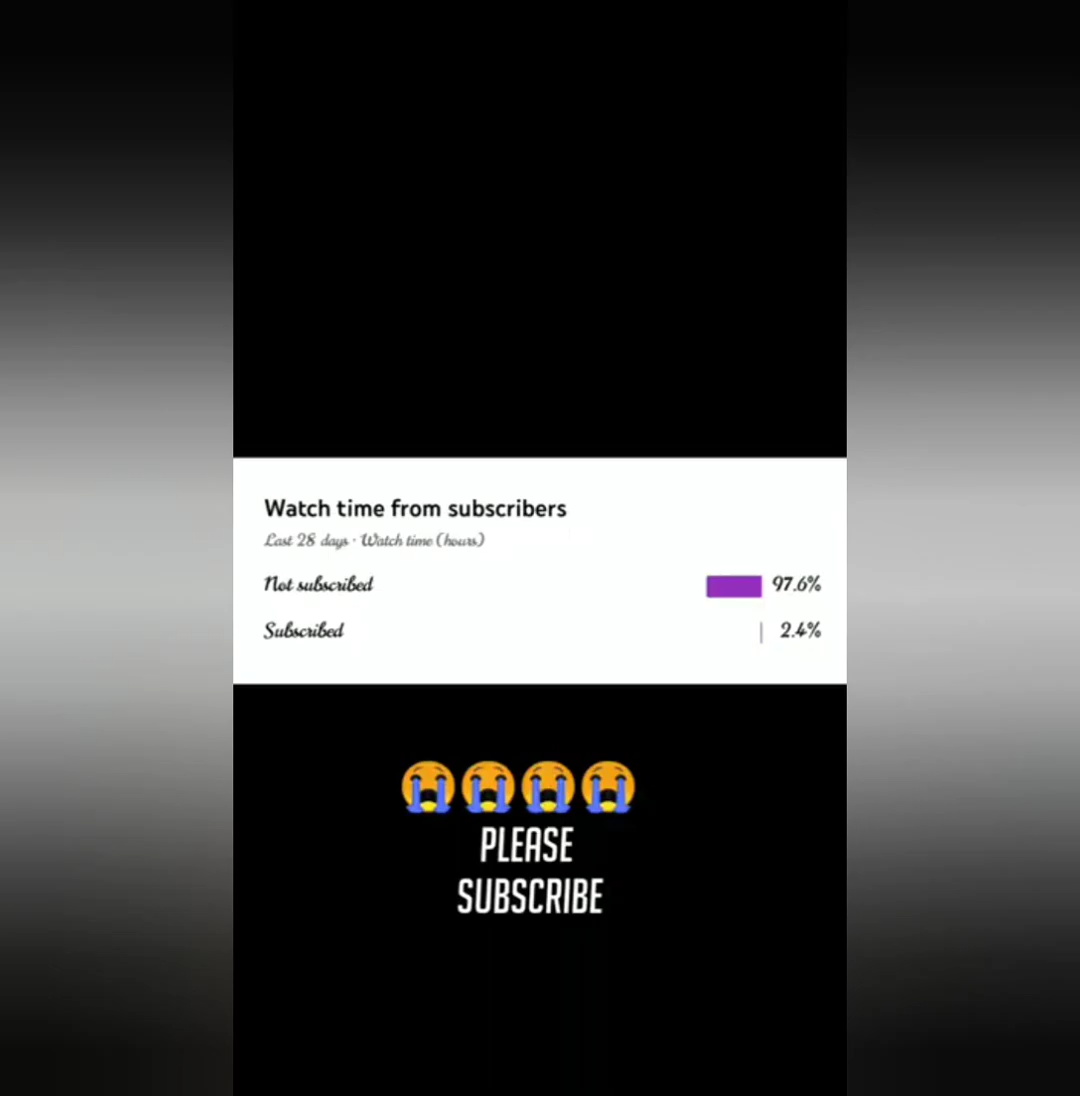 Watch time from subscribers
Last 28 days · Watch time (hours)
Not subscribed 97.6%
Subscribed 2.4%
😭😭😭😭
PLEASE
SUBSCRIBE